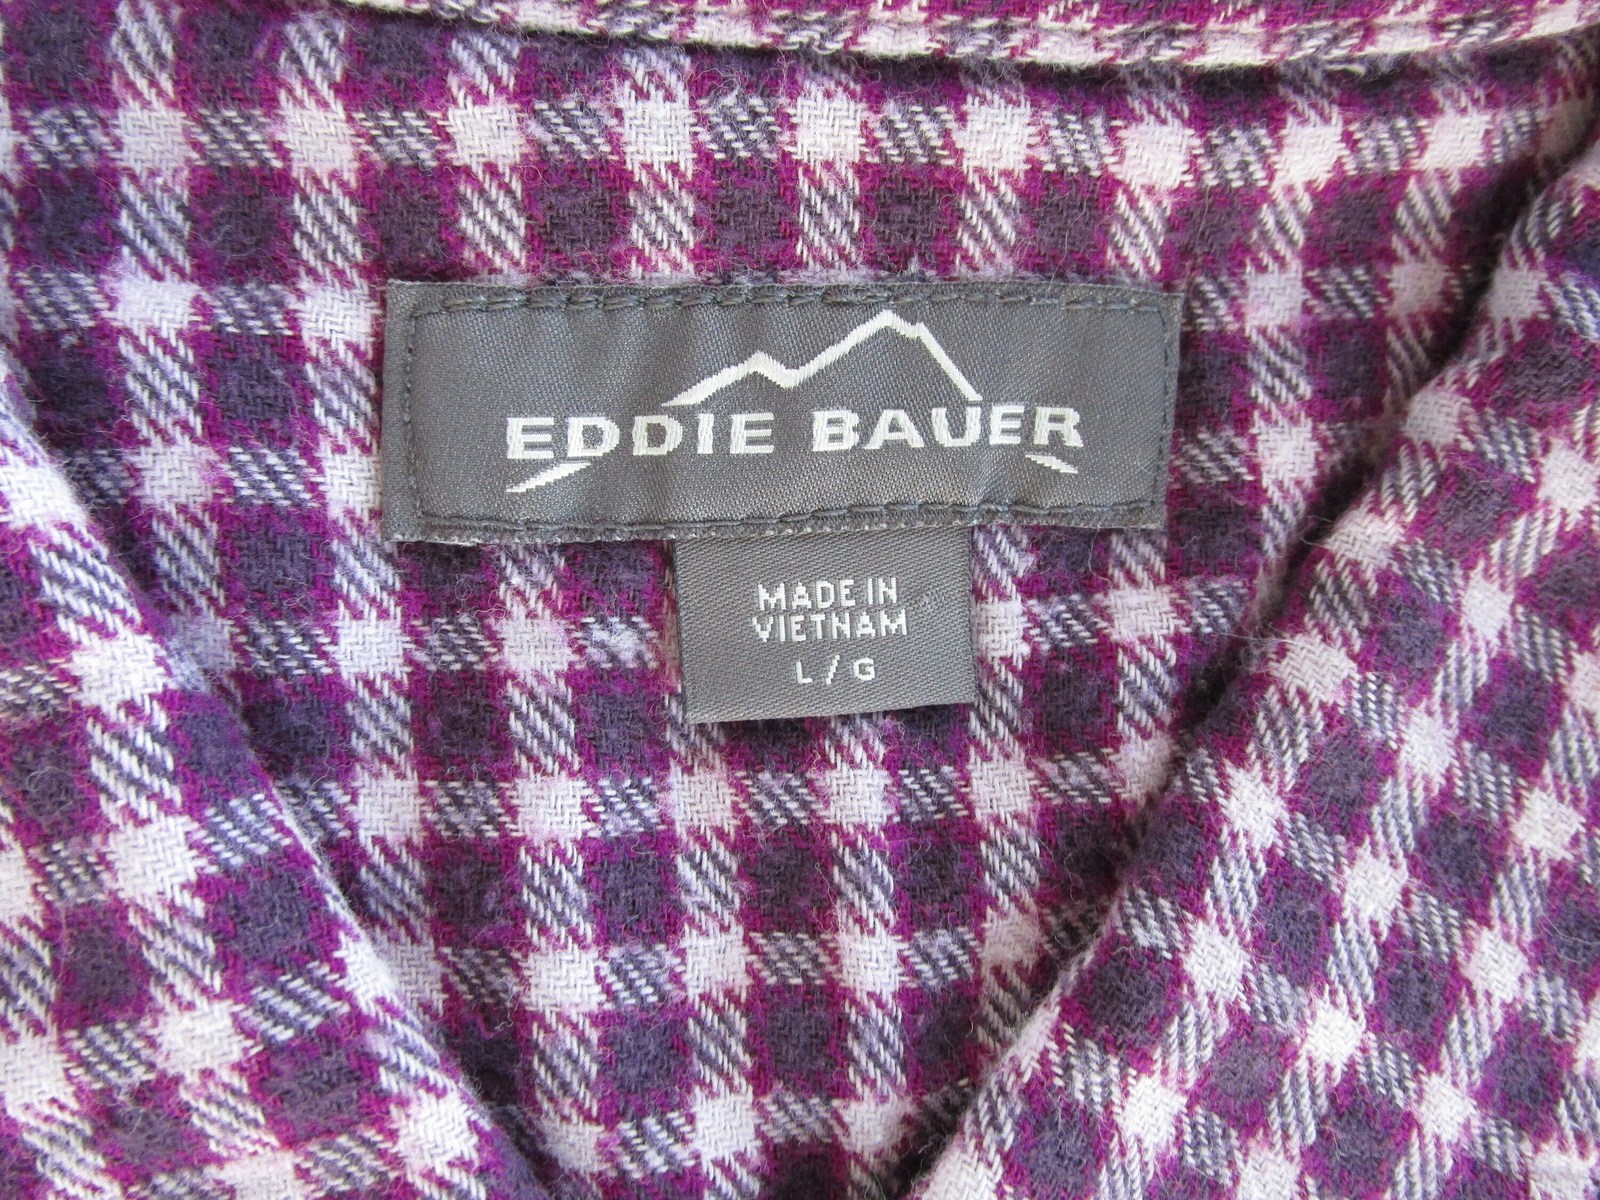 EDDIE BAUER
MADE IN
VIETNAM
L / G